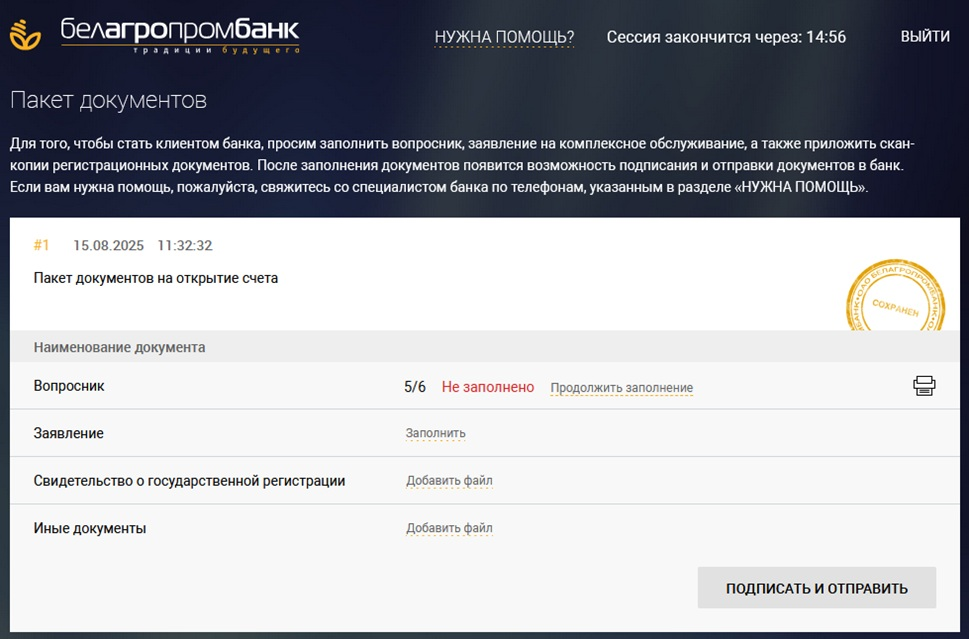 белагропромбанк
традиции будущего
НУЖНА ПОМОЩЬ?
Сессия закончится через: 14:56
ВЫЙТИ
Пакет документов
Для того, чтобы стать клиентом банка, просим заполнить вопросник, заявление на комплексное обслуживание, а также приложить скан-
копии регистрационных документов. После заполнения документов появится возможность подписания и отправки документов в банк.
Если вам нужна помощь, пожалуйста, свяжитесь со специалистом банка по телефонам, указанным в разделе «НУЖНА ПОМОЩЬ».
#1 15.08.2025 11:32:32
Пакет документов на открытие счета
ОАО БЕЛАГРОПРОМБАНК
СОХРАНЕН
Наименование документа
Вопросник 5/6 Не заполнено Продолжить заполнение
Заявление Заполнить
Свидетельство о государственной регистрации Добавить файл
Иные документы Добавить файл
ПОДПИСАТЬ И ОТПРАВИТЬ